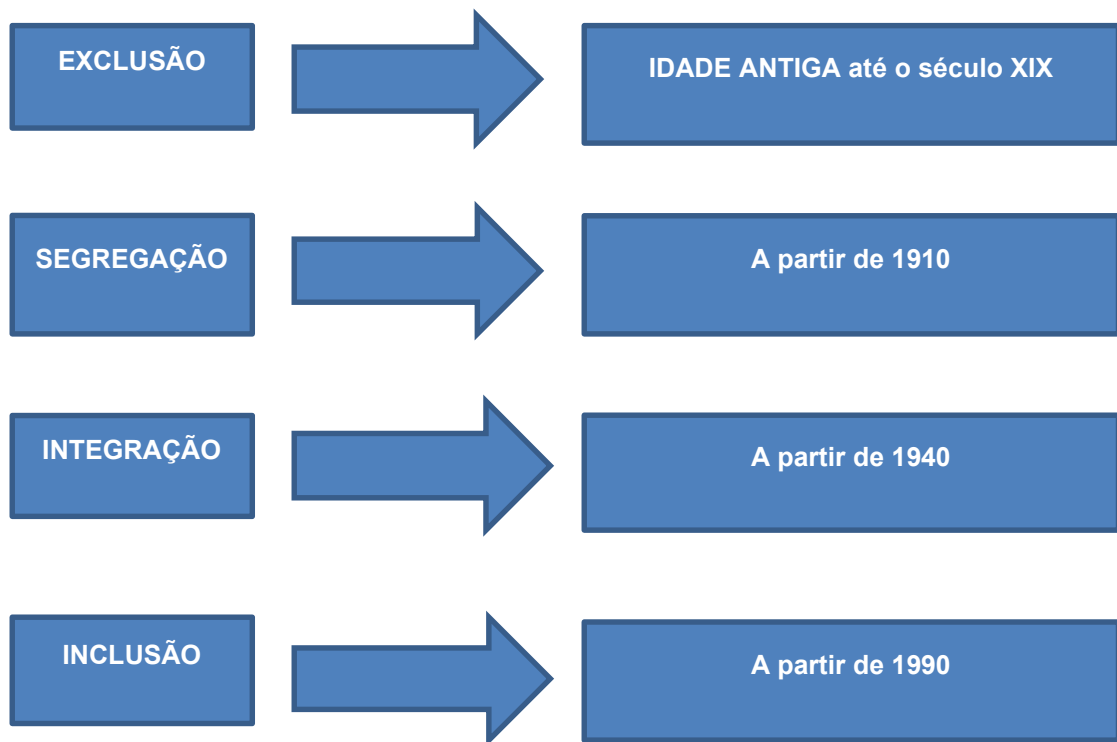 EXCLUSÃO
IDADE ANTIGA até o século XIX
SEGREGAÇÃO
A partir de 1910
INTEGRAÇÃO
A partir de 1940
INCLUSÃO
A partir de 1990